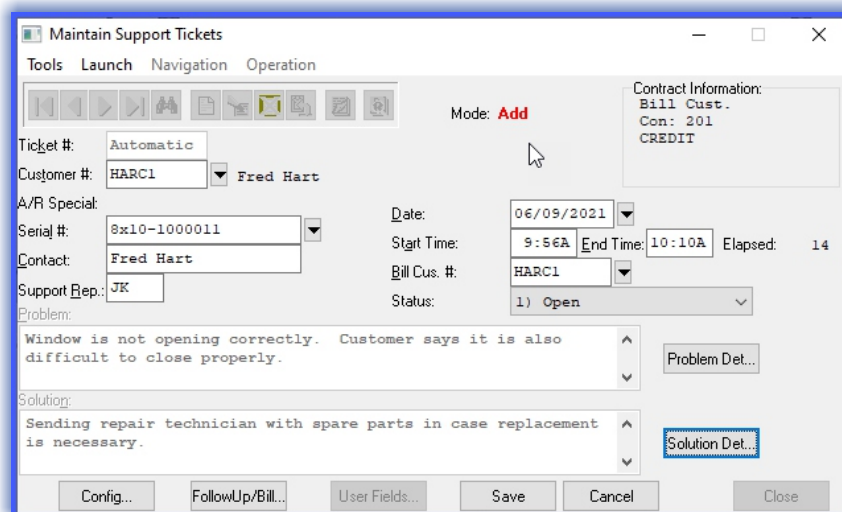 Maintain Support Tickets
Tools Launch Navigation Operation
Mode: Add
Contract Information:
Bill Cust.
Con: 201
CREDIT
Ticket #: Automatic
Customer #: HARC1 Fred Hart
A/R Special:
Serial #: 8x10-1000011
Contact: Fred Hart
Support Rep.: JK
Date: 06/09/2021
Start Time: 9:56A End Time: 10:10A Elapsed: 14
Bill Cus. #: HARC1
Status: 1) Open
Problem:
Window is not opening correctly. Customer says it is also
difficult to close properly.
Problem Det...
Solution:
Sending repair technician with spare parts in case replacement
is necessary.
Solution Det...
Config... FollowUp/Bill... User Fields... Save Cancel Close